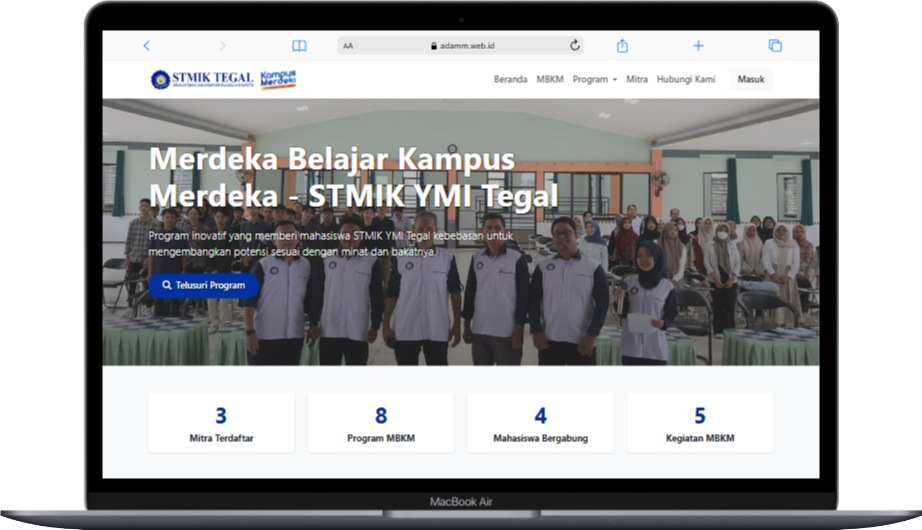 AA
adamm.web.id
STMIK TEGAL
Kampus
Merdeka
Beranda MBKM Program Mitra Hubungi Kami Masuk
Merdeka Belajar Kampus
Merdeka - STMIK YMI Tegal
Program inovatif yang memberi mahasiswa STMIK YMI Tegal kebebasan untuk
mengembangkan potensi sesuai dengan minat dan bakatnya.
Telusuri Program
3 8 4 5
Mitra Terdaftar Program MBKM Mahasiswa Bergabung Kegiatan MBKM
MacBook Air